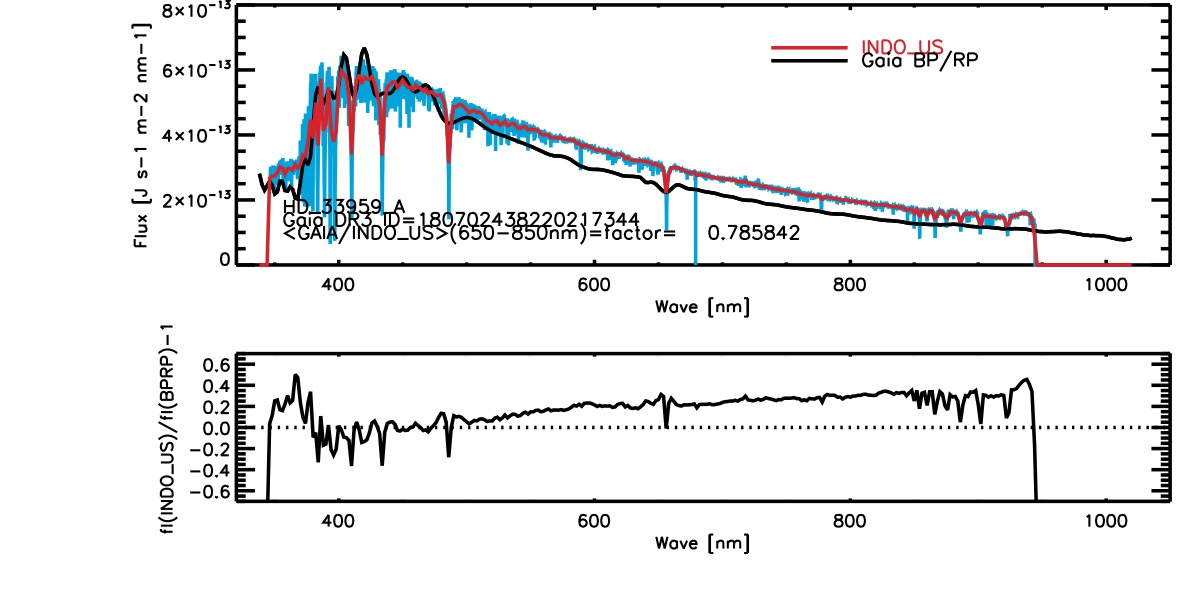 8×10−13
6×10−13
4×10−13
2×10−13
0
Flux [J s−1 m−2 nm−1]
INDO_US
Gaia BP/RP
HD_33959_A
Gaia DR3 ID=180702438220217344
<GAIA/INDO_US>(650−850nm)=factor= 0.785842
400 600 800 1000
Wave [nm]
fl(INDO_US)/fl(BPRP)−1
0.6
0.4
0.2
0.0
−0.2
−0.4
−0.6
400 600 800 1000
Wave [nm]